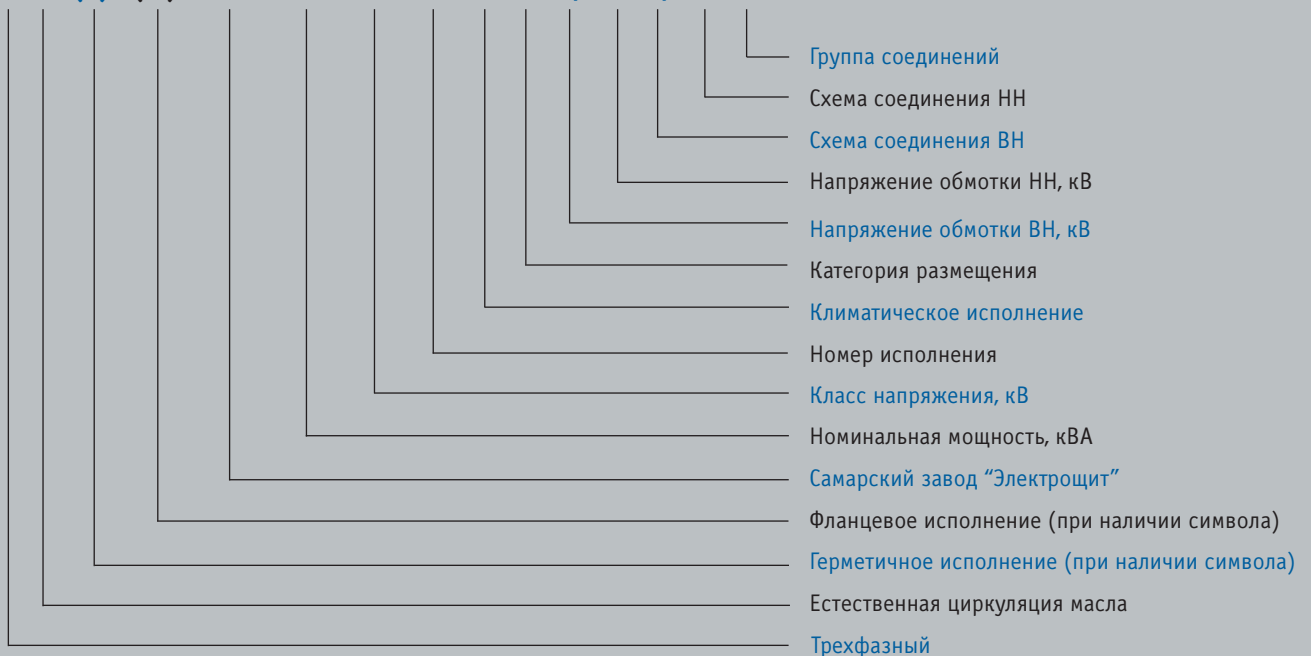 Группа соединений
Схема соединения НН
Схема соединения ВН
Напряжение обмотки НН, кВ
Напряжение обмотки ВН, кВ
Категория размещения
Климатическое исполнение
Номер исполнения
Класс напряжения, кВ
Номинальная мощность, кВА
Самарский завод “Электрощит”
Фланцевое исполнение (при наличии символа)
Герметичное исполнение (при наличии символа)
Естественная циркуляция масла
Трехфазный